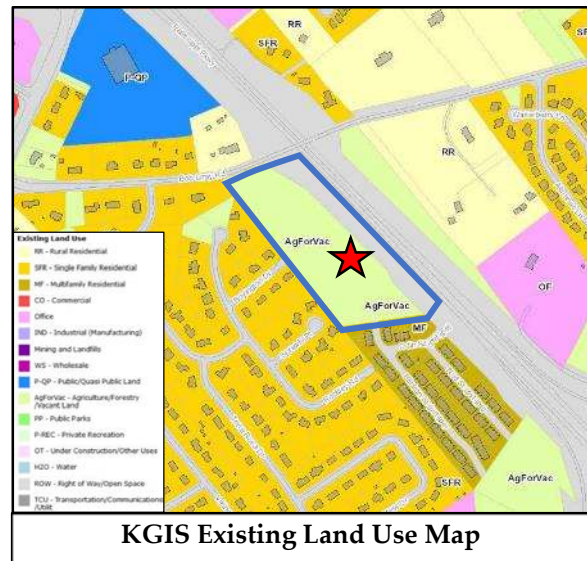 RR
SFR
P-QP
RR
AgForVac
AgForVac
MF
OF
SFR
AgForVac
Existing Land Use
RR - Rural Residential
SFR - Single Family Residential
MF - Multifamily Residential
CO - Commercial
Office
IND - Industrial (Manufacturing)
Mining and Landfills
WS - Wholesale
P-QP - Public/Quasi Public Land
AgForVac - Agriculture/Forestry
/Vacant Land
PP - Public Parks
P-REC - Private Recreation
OT - Under Construction/Other Uses
H2O - Water
ROW - Right of Way/Open Space
TCU - Transportation/Communications
/Utilit
KGIS Existing Land Use Map